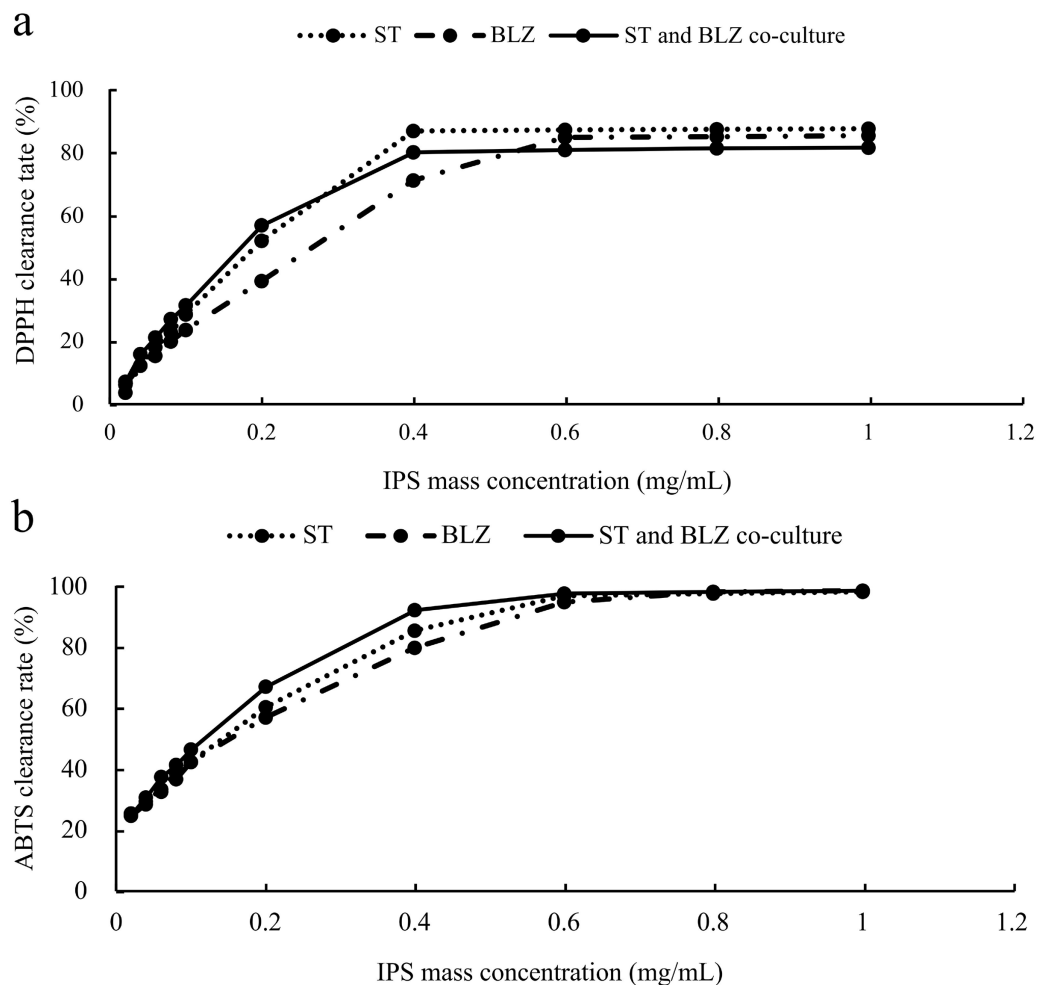 a
ST BLZ ST and BLZ co-culture
100
80
60
40
20
0
DPPH clearance tate (%)
0 0.2 0.4 0.6 0.8 1 1.2
IPS mass concentration (mg/mL)
b
ST BLZ ST and BLZ co-culture
100
80
60
40
20
0
ABTS clearance rate (%)
0 0.2 0.4 0.6 0.8 1 1.2
IPS mass concentration (mg/mL)